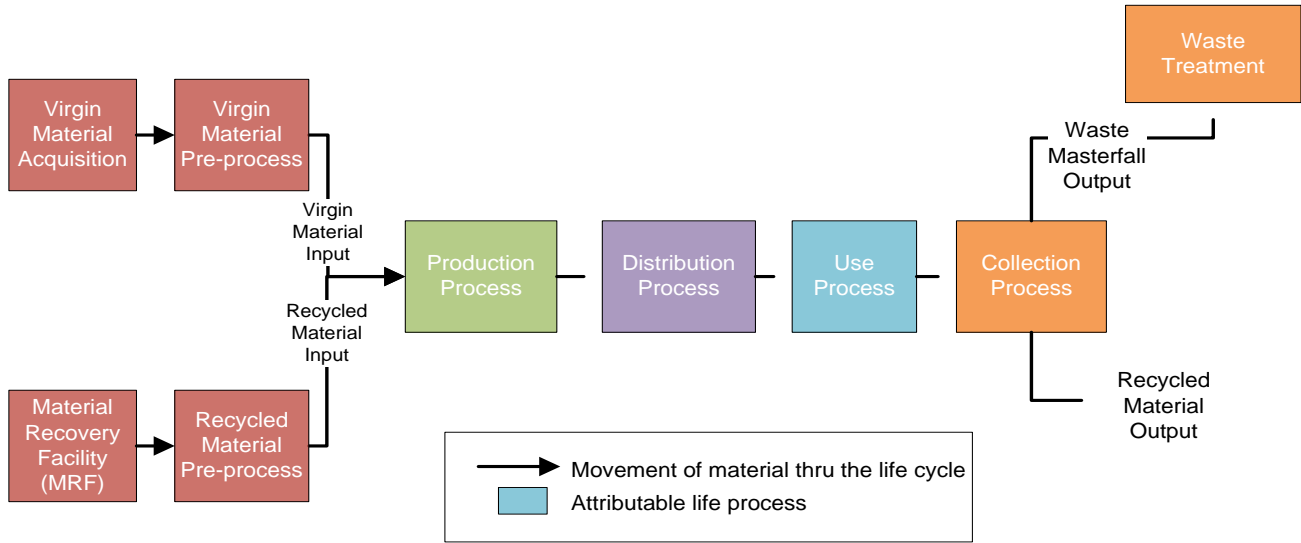 Waste
Treatment
Virgin
Material
Acquisition
Virgin
Material
Pre-process
Waste
Masterfall
Output
Virgin
Material
Input
Production
Process
Distribution
Process
Use
Process
Collection
Process
Recycled
Material
Input
Material
Recovery
Facility
(MRF)
Recycled
Material
Pre-process
Recycled
Material
Output
Movement of material thru the life cycle
Attributable life process